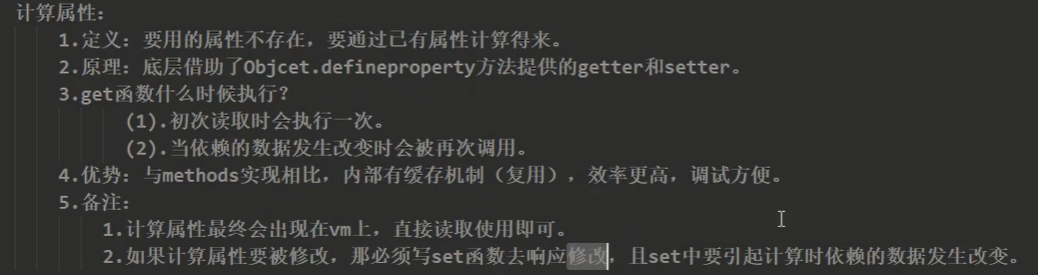 计算属性:
1.定义: 要用的属性不存在, 要通过已有属性计算得来。
2.原理: 底层借助了Objcet.defineproperty方法提供的getter和setter。
3.get函数什么时候执行?
(1).初次读取时会执行一次。
(2).当依赖的数据发生改变时会被再次调用。
4.优势: 与methods实现相比, 内部有缓存机制(复用), 效率更高, 调试方便。
5.备注:
1.计算属性最终会出现在vm上, 直接读取使用即可。
2.如果计算属性要被修改, 那必须写set函数去响应修改, 且set中要引起计算时依赖的数据发生改变。